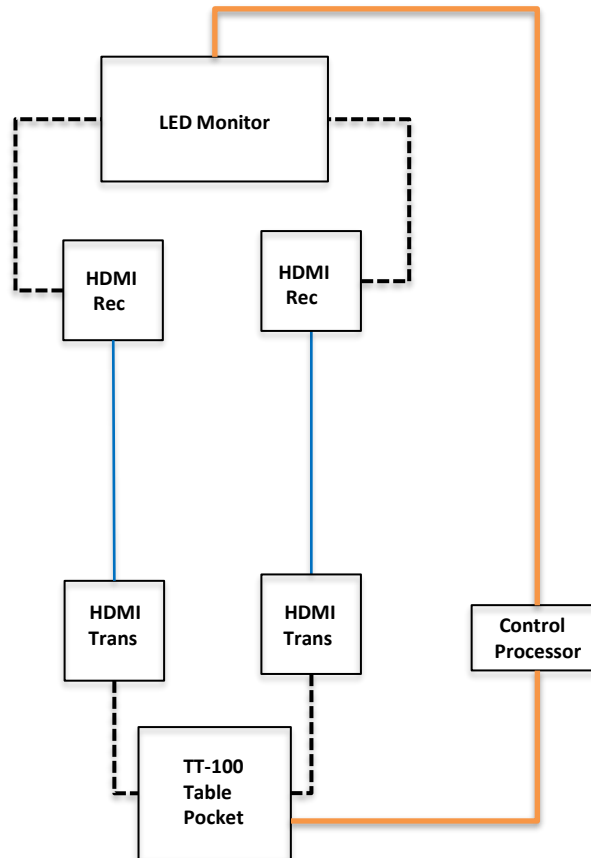 LED Monitor
HDMI
Rec
HDMI
Rec
HDMI
Trans
HDMI
Trans
Control
Processor
TT-100
Table
Pocket